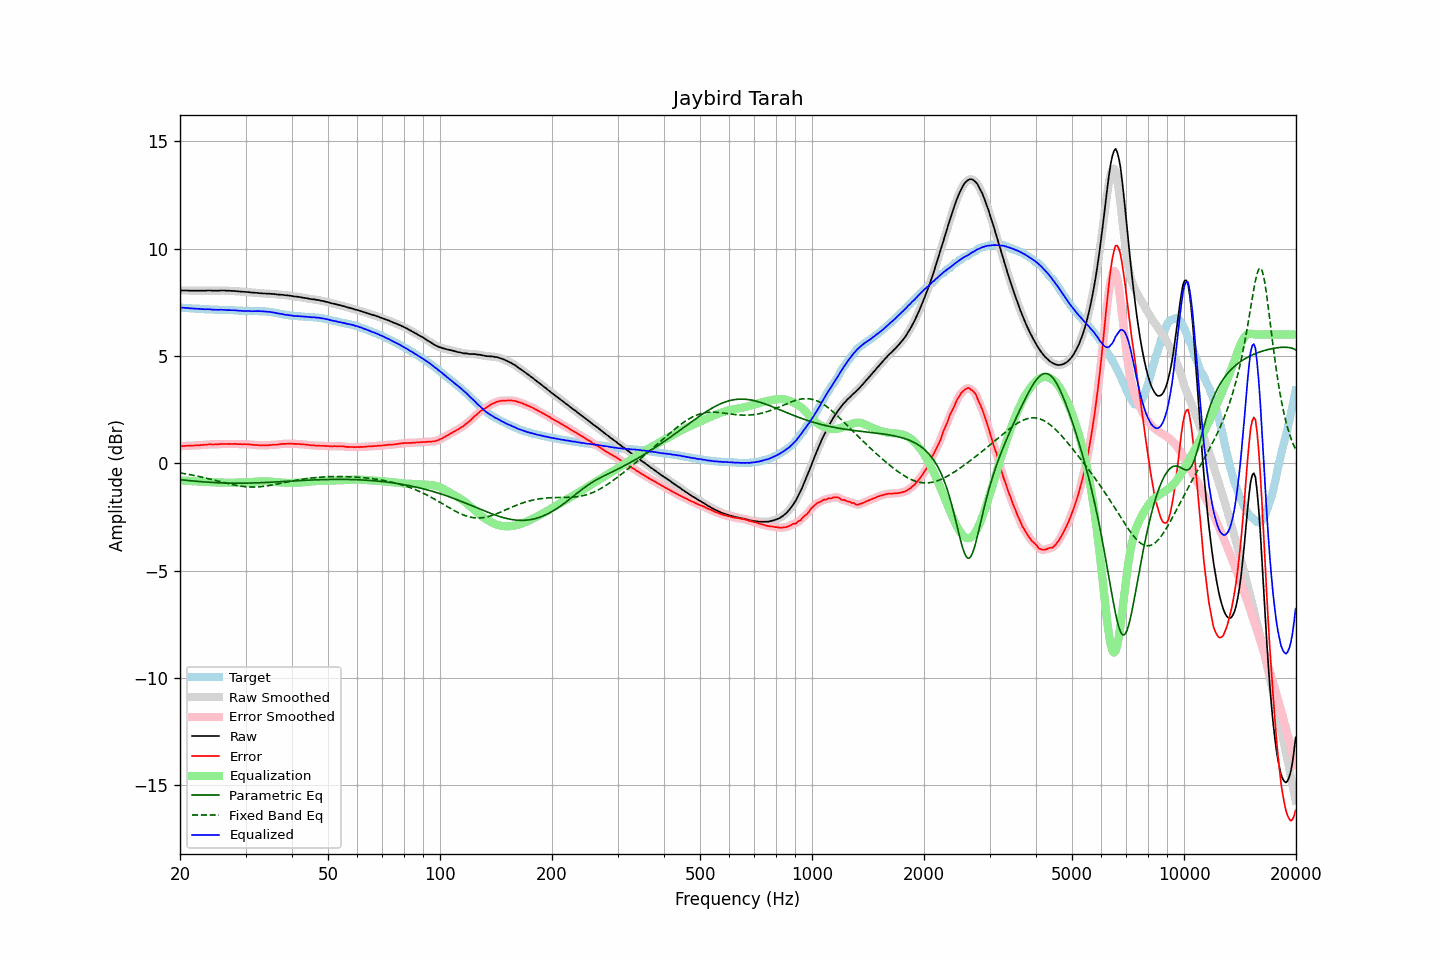 Jaybird Tarah
15
10
5
0
−5
−10
−15
Amplitude (dBr)
Target
Raw Smoothed
Error Smoothed
Raw
Error
Equalization
Parametric Eq
Fixed Band Eq
Equalized
20 50 100 200 500 1000 2000 5000 10000 20000
Frequency (Hz)